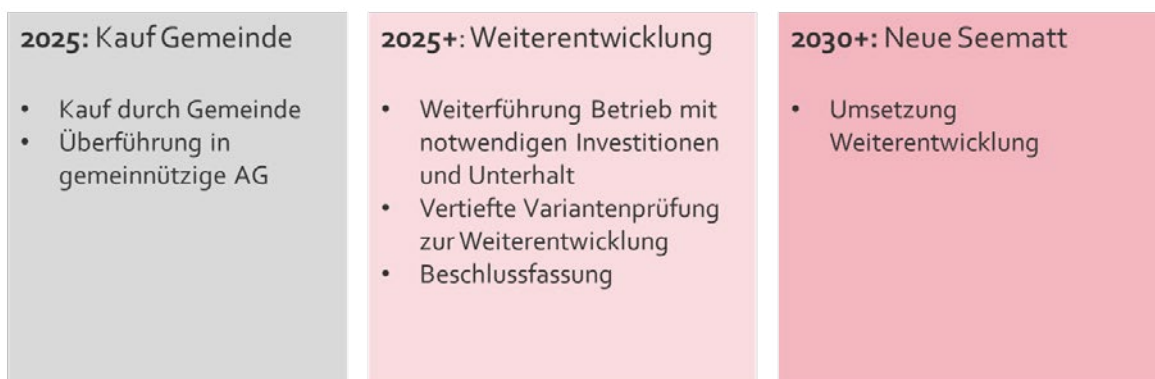 2025: Kauf Gemeinde
• Kauf durch Gemeinde
• Überführung in
gemeinnützige AG
2025+: Weiterentwicklung
• Weiterführung Betrieb mit
notwendigen Investitionen
und Unterhalt
• Vertiefte Variantenprüfung
zur Weiterentwicklung
• Beschlussfassung
2030+: Neue Seematt
• Umsetzung
Weiterentwicklung